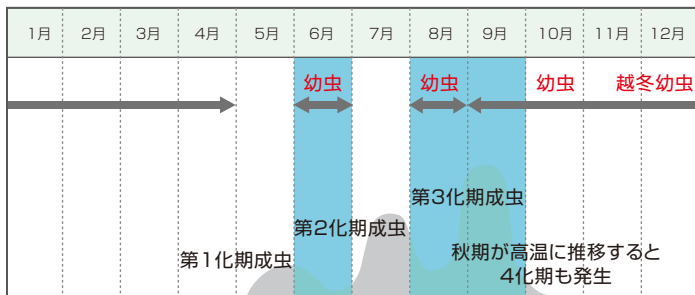 1月 2月 3月 4月 5月 6月 7月 8月 9月 10月 11月 12月
幼虫 幼虫 幼虫 越冬幼虫
第3化期成虫
第2化期成虫
第1化期成虫
秋期が高温に推移すると
4化期も発生